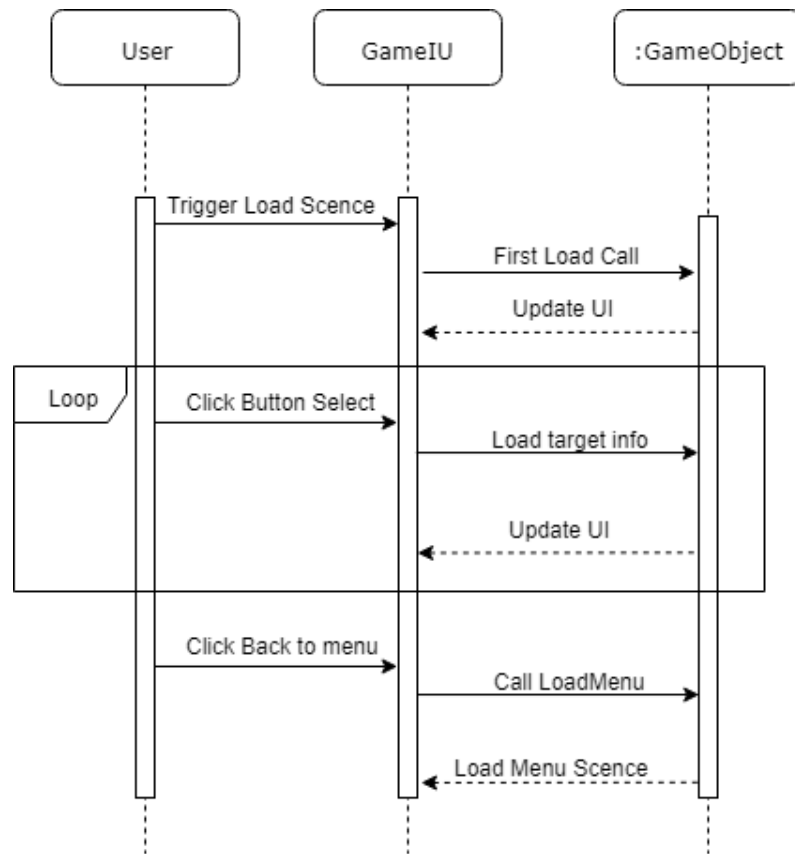 User
GameIU
:GameObject
Trigger Load Scence
First Load Call
Update UI
Loop
Click Button Select
Load target info
Update UI
Click Back to menu
Call LoadMenu
Load Menu Scence